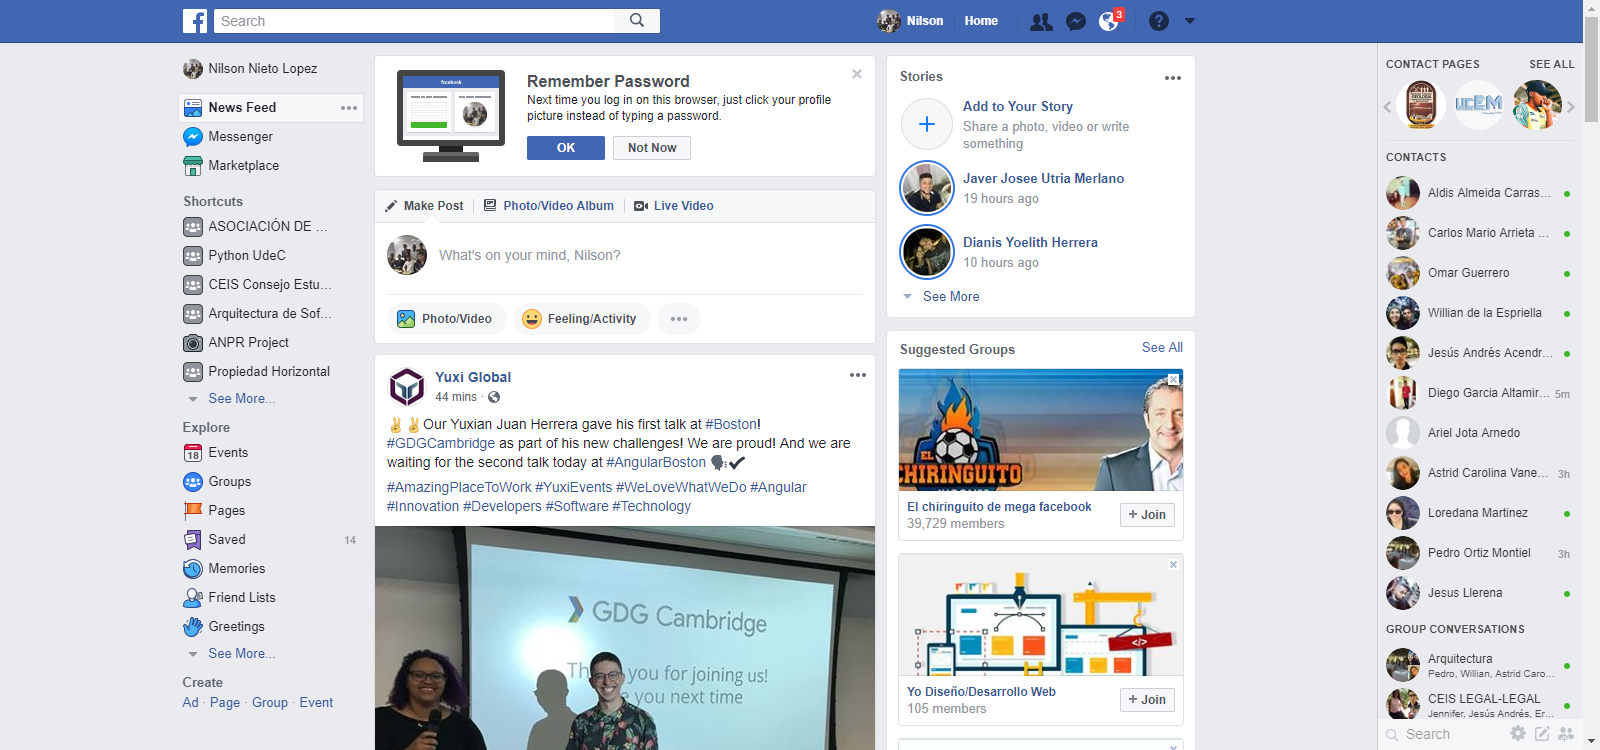 Search
Nilson
Home
3
Nilson Nieto Lopez
News Feed
Messenger
Marketplace
Shortcuts
ASOCIACIÓN DE ...
Python UdeC
CEIS Consejo Estu...
Arquitectura de Sof...
ANPR Project
Propiedad Horizontal
See More...
Explore
18
Events
Groups
Pages
Saved 14
Memories
Friend Lists
Greetings
See More...
Create
Ad · Page · Group · Event
facebook
Remember Password
Next time you log in on this browser, just click your profile
picture instead of typing a password.
OK
Not Now
Make Post
Photo/Video Album
Live Video
What's on your mind, Nilson?
Photo/Video
Feeling/Activity
Yuxi Global
44 mins ·
Our Yuxian Juan Herrera gave his first talk at #Boston!
#GDGCambridge as part of his new challenges! We are proud! And we are
waiting for the second talk today at #AngularBoston
#AmazingPlaceToWork #YuxiEvents #WeLoveWhatWeDo #Angular
#Innovation #Developers #Software #Technology
GDG Cambridge
you for joining us!
you next time
Stories
Add to Your Story
Share a photo, video or write
something
Javer Josee Utria Merlano
19 hours ago
Dianis Yoelith Herrera
10 hours ago
See More
Suggested Groups
See All
EL
CHIRINGUITO
El chiringuito de mega facebook
39,729 members
+ Join
</>
Yo Diseño/Desarrollo Web
105 members
+ Join
CONTACT PAGES
SEE ALL
UCEM
CONTACTS
Aldis Almeida Carras...
Carlos Mario Arrieta ...
Omar Guerrero
Willian de la Espriella
Jesús Andrés Acendr...
Diego Garcia Altamir... 5m
Ariel Jota Arnedo
Astrid Carolina Vane... 3h
Loredana Martinez
Pedro Ortiz Montiel 3h
Jesus Llerena
GROUP CONVERSATIONS
Arquitectura
Pedro, Willian, Astrid Caro...
CEIS LEGAL-LEGAL
Jennifer, Jesús Andrés, Er...
Search